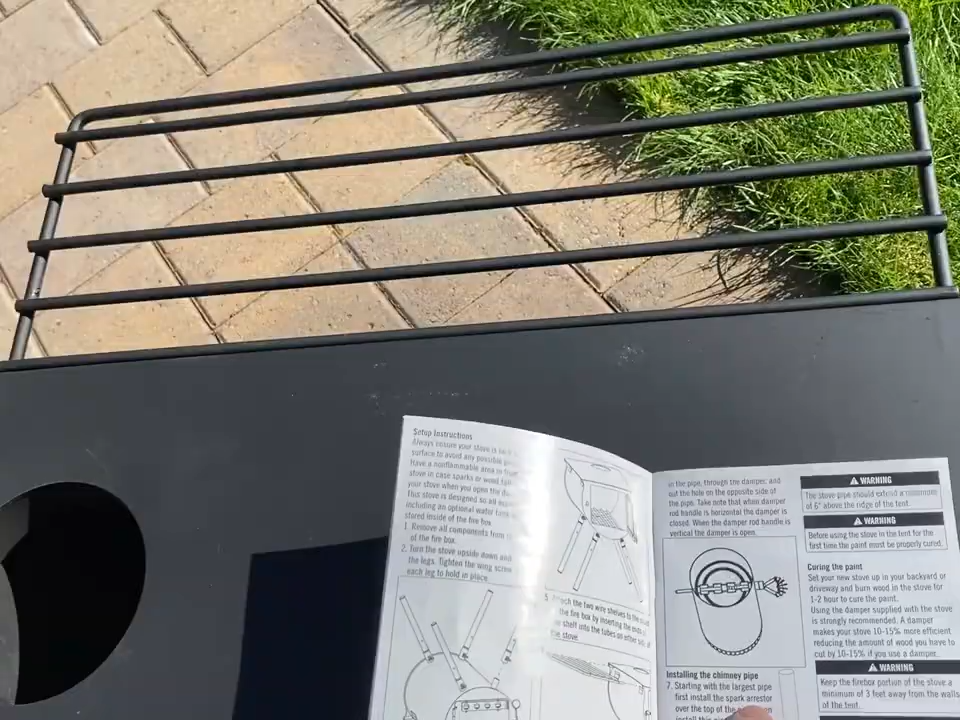 Setup Instructions
Always ensure your stove is
surface to avoid any possible
Have a nonflammable area in
stove in case sparks or wood
your stove when you open the
This stove is designed so all
including an optional water
stored inside of the fire box.
1. Remove all components from
of the fire box.
2. Turn the stove upside down and
the legs. Tighten the wing screw
each leg to hold in place.
5. Attach the two wire shelves to the
the fire box by inserting the ends
shelf into the tubes on either
the stove.
in the pipe, through the damper, and
out the hole on the opposite side of
the pipe. Take note that when damper
rod handle is horizontal the damper is
closed. When the damper rod handle is
vertical the damper is open.
Installing the chimney pipe
7. Starting with the largest pipe
first install the spark arrestor
over the top of the
install this
WARNING
The stove pipe should extend a minimum
of 6" above the ridge of the tent.
WARNING
Before using the stove in the tent for the
first time the paint must be properly cured.
Curing the paint
Set your new stove up in your backyard or
driveway and burn wood in the stove for
1-2 hour to cure the paint.
Using the damper supplied with the stove
is strongly recommended. A damper
makes your stove 10-15% more efficient
reducing the amount of wood you have to
cut by 10-15% if you use a damper.
WARNING
Keep the firebox portion of the stove a
minimum of 3 feet away from the walls
of the tent.